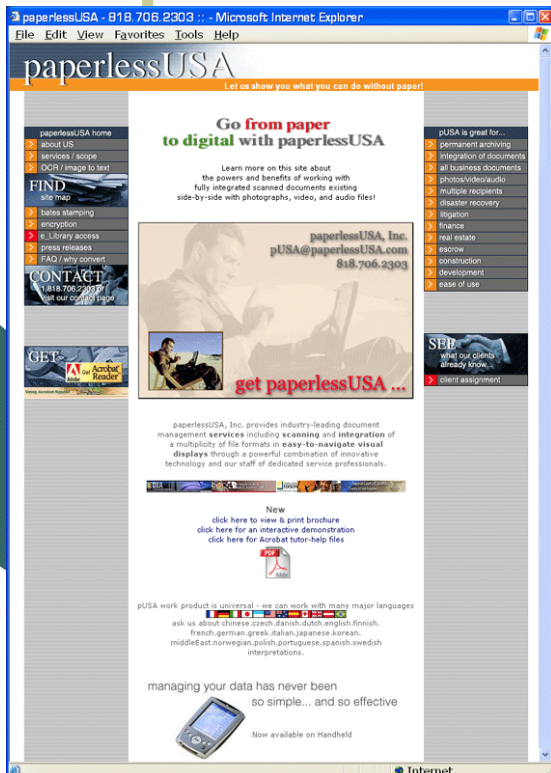 paperlessUSA - 818.706.2303 :: - Microsoft Internet Explorer
File Edit View Favorites Tools Help
paperlessUSA
Let us show you what you can do without paper!
paperlessUSA home
about US
services / scope
OCR / image to text
FIND
site map
bates stamping
encryption
e_Library access
press releases
FAQ / why convert
CONTACT
1.818.706.2303 or
visit our contact page
GET
Get Acrobat
Reader
Adobe
Go from paper
to digital with paperlessUSA
Learn more on this site about
the powers and benefits of working with
fully integrated scanned documents existing
side-by-side with photographs, video, and audio files!
paperlessUSA, Inc.
pUSA@paperlessUSA.com
818.706.2303
get paperlessUSA ...
paperlessUSA, Inc. provides industry-leading document
management services including scanning and integration of
a multiplicity of file formats in easy-to-navigate visual
displays through a powerful combination of innovative
technology and our staff of dedicated service professionals.
New
click here to view & print brochure
click here for an interactive demonstration
click here for Acrobat tutor-help files
PDF
Adobe
pUSA work product is universal - we can work with many major languages
ask us about chinese.czech.danish.dutch.english.finnish.
french.german.greek.italian.japanese.korean.
middleEast.norwegian.polish.portuguese.spanish.swedish
interpretations.
managing your data has never been
so simple... and so effective
Now available on Handheld
pUSA is great for...
permanent archiving
integration of documents
all business documents
photos/video/audio
multiple recipients
disaster recovery
litigation
finance
real estate
escrow
construction
development
ease of use
SEE
what our clients
already know...
client assignment
Internet